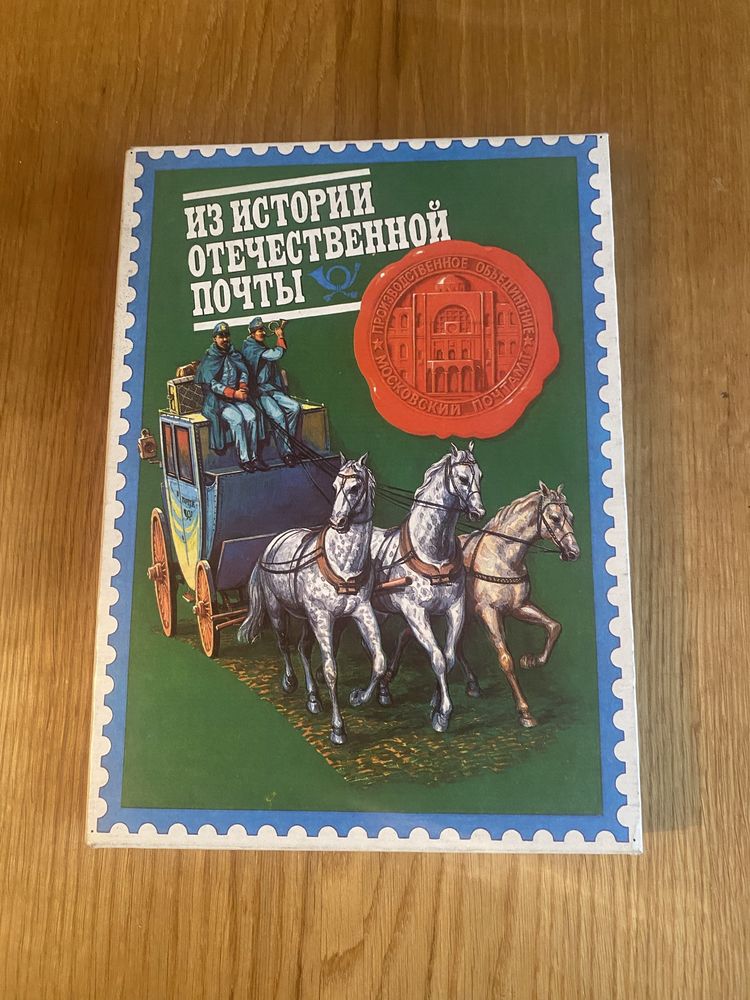 ИЗ ИСТОРИИ
ОТЕЧЕСТВЕННОЙ
ПОЧТЫ
ПРОИЗВОДСТВЕННОЕ ОБЪЕДИНЕНИЕ
★ МОСКОВСКИЙ ПОЧТАМТ ★